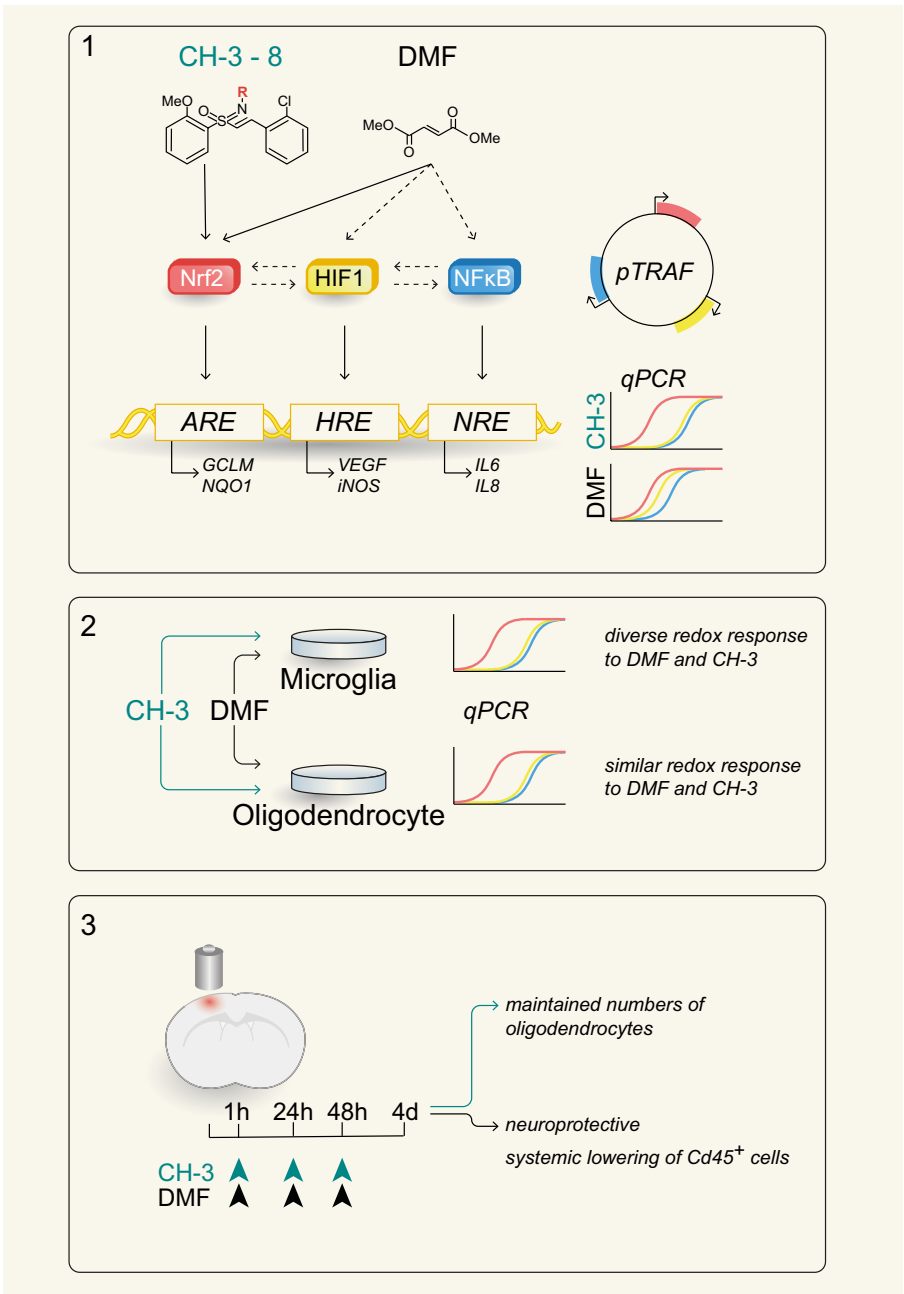 1
CH-3 - 8
DMF
R
MeO
O
N
S
Cl
MeO
O
O
OMe
Nrf2
HIF1
NFκB
pTRAF
qPCR
CH-3
DMF
ARE
HRE
NRE
GCLM
NQO1
VEGF
iNOS
IL6
IL8
2
CH-3
DMF
Microglia
Oligodendrocyte
qPCR
diverse redox response
to DMF and CH-3
similar redox response
to DMF and CH-3
3
1h 24h 48h 4d
CH-3
DMF
maintained numbers of
oligodendrocytes
neuroprotective
systemic lowering of Cd45⁺ cells